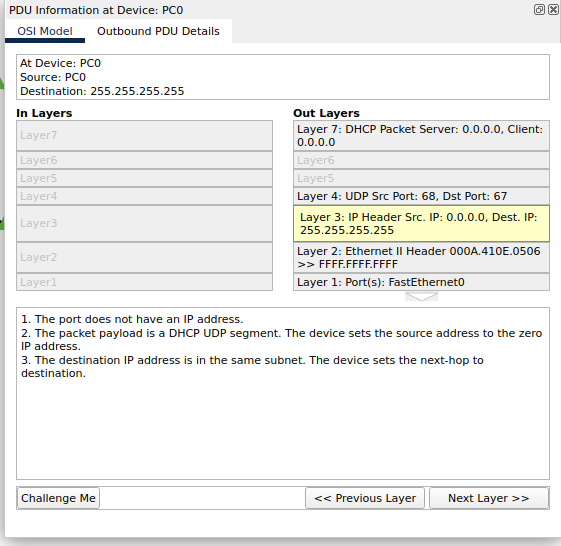 PDU Information at Device: PC0
OSI Model
Outbound PDU Details
At Device: PC0
Source: PC0
Destination: 255.255.255.255
In Layers
Out Layers
Layer7
Layer 7: DHCP Packet Server: 0.0.0.0, Client:
0.0.0.0
Layer6
Layer6
Layer5
Layer5
Layer4
Layer 4: UDP Src Port: 68, Dst Port: 67
Layer3
Layer 3: IP Header Src. IP: 0.0.0.0, Dest. IP:
255.255.255.255
Layer2
Layer 2: Ethernet II Header 000A.410E.0506
>> FFFF.FFFF.FFFF
Layer1
Layer 1: Port(s): FastEthernet0
1. The port does not have an IP address.
2. The packet payload is a DHCP UDP segment. The device sets the source address to the zero
IP address.
3. The destination IP address is in the same subnet. The device sets the next-hop to
destination.
Challenge Me
<< Previous Layer
Next Layer >>